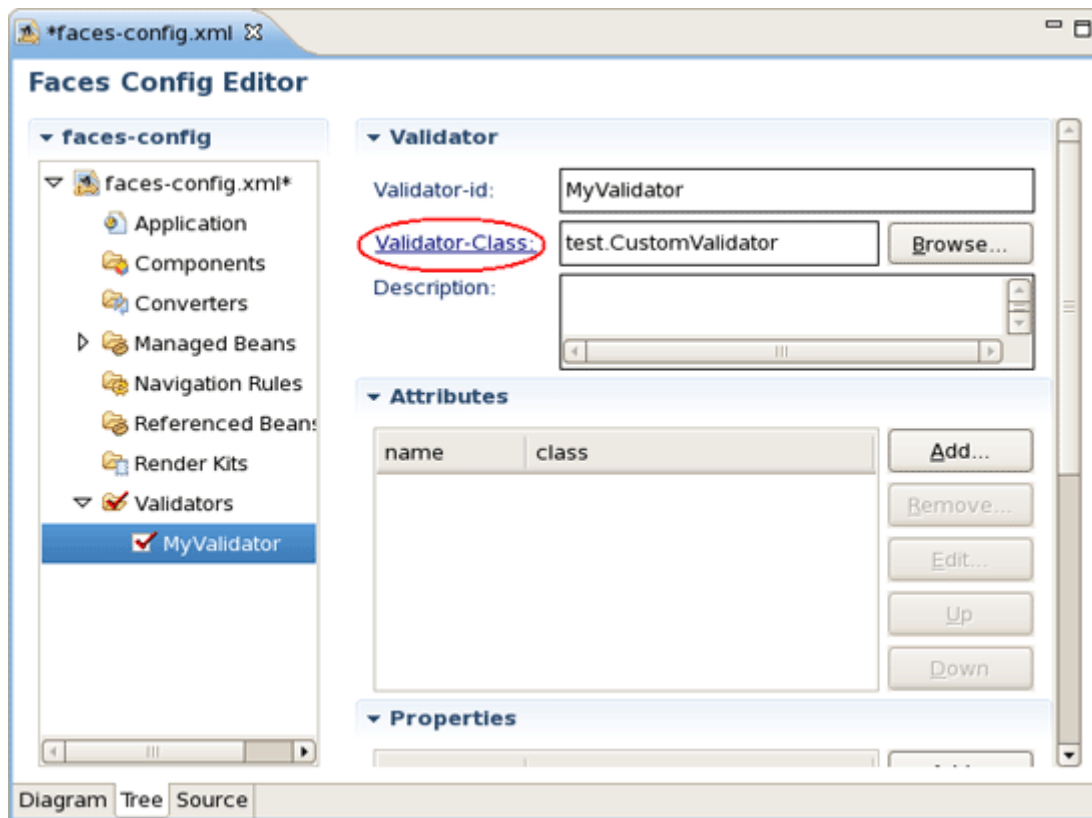 *faces-config.xml
Faces Config Editor
faces-config
faces-config.xml*
Application
Components
Converters
Managed Beans
Navigation Rules
Referenced Beans
Render Kits
Validators
MyValidator
Validator
Validator-id: MyValidator
Validator-Class: test.CustomValidator Browse...
Description:
Attributes
name class
Add...
Remove...
Edit...
Up
Down
Properties
Diagram Tree Source